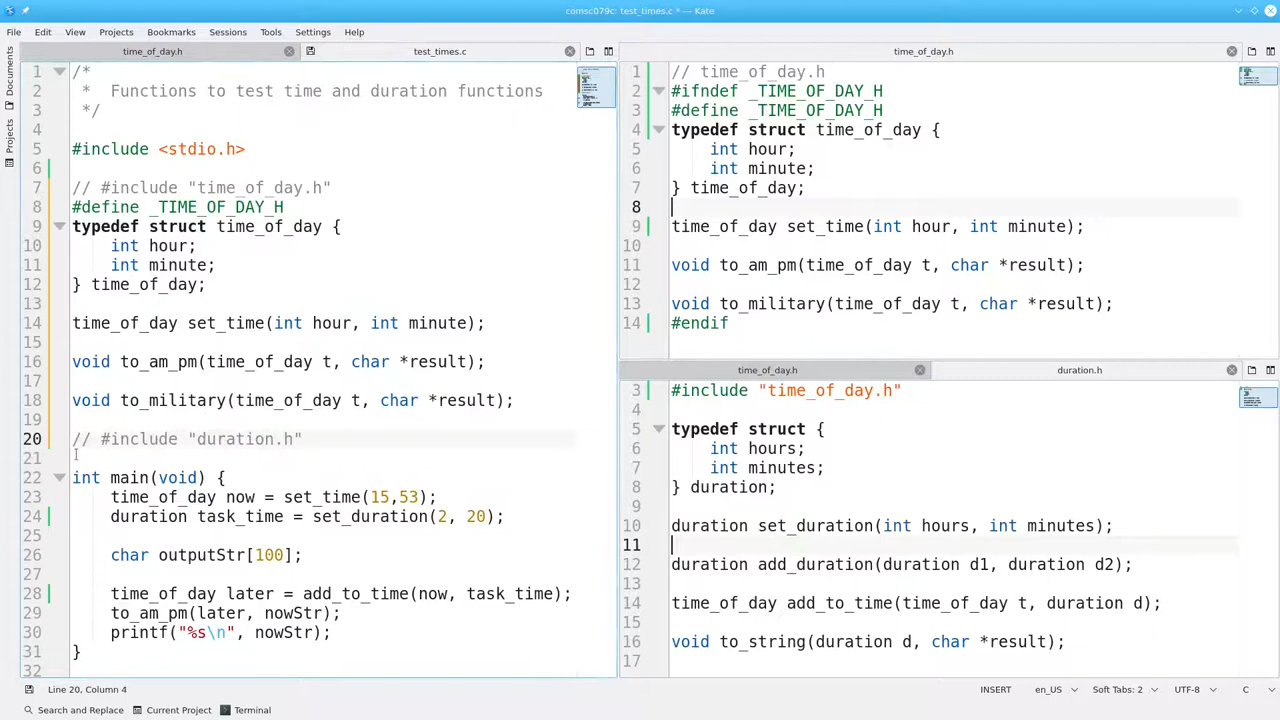 comsc079c: test_times.c * — Kate
File Edit View Projects Bookmarks Sessions Tools Settings Help
Documents
Projects
time_of_day.h
test_times.c
1 /*
2  *  Functions to test time and duration functions
3  */
4
5 #include <stdio.h>
6
7 // #include "time_of_day.h"
8 #define _TIME_OF_DAY_H
9 typedef struct time_of_day {
10     int hour;
11     int minute;
12 } time_of_day;
13
14 time_of_day set_time(int hour, int minute);
15
16 void to_am_pm(time_of_day t, char *result);
17
18 void to_military(time_of_day t, char *result);
19
20 // #include "duration.h"
21
22 int main(void) {
23     time_of_day now = set_time(15,53);
24     duration task_time = set_duration(2, 20);
25
26     char outputStr[100];
27
28     time_of_day later = add_to_time(now, task_time);
29     to_am_pm(later, nowStr);
30     printf("%s\n", nowStr);
31 }
32
time_of_day.h
1 // time_of_day.h
2 #ifndef _TIME_OF_DAY_H
3 #define _TIME_OF_DAY_H
4 typedef struct time_of_day {
5     int hour;
6     int minute;
7 } time_of_day;
8
9 time_of_day set_time(int hour, int minute);
10
11 void to_am_pm(time_of_day t, char *result);
12
13 void to_military(time_of_day t, char *result);
14 #endif
time_of_day.h
duration.h
3 #include "time_of_day.h"
4
5 typedef struct {
6     int hours;
7     int minutes;
8 } duration;
9
10 duration set_duration(int hours, int minutes);
11
12 duration add_duration(duration d1, duration d2);
13
14 time_of_day add_to_time(time_of_day t, duration d);
15
16 void to_string(duration d, char *result);
17
Line 20, Column 4
INSERT en_US Soft Tabs: 2 UTF-8 C
Search and Replace Current Project Terminal